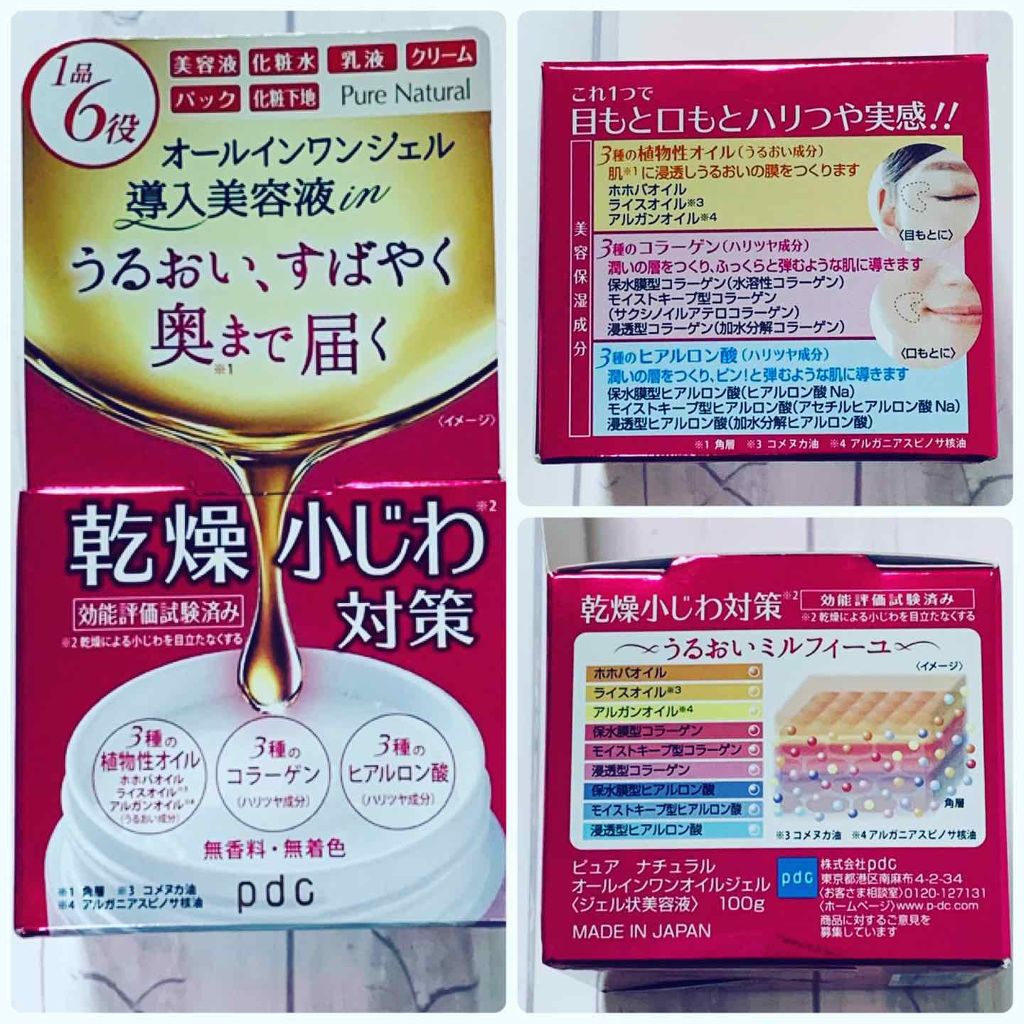 1品
6役
美容液 化粧水 乳液 クリーム
パック 化粧下地 Pure Natural
オールインワンジェル
導入美容液in
うるおい、すばやく
奥まで届く
※1
〈イメージ〉
乾燥小じわ※2
対策
効能評価試験済み
※2 乾燥による小じわを目立たなくする
3種の
植物性オイル
ホホバオイル
ライスオイル※3
アルガンオイル※4
(うるおい成分)
3種の
コラーゲン
(ハリツヤ成分)
3種の
ヒアルロン酸
(ハリツヤ成分)
無香料・無着色
pdc
※1 角層 ※3 コメヌカ油
※4 アルガニアスピノサ核油
これ1つで
目もと口もとハリつや実感!!
美容保湿成分
3種の植物性オイル(うるおい成分)
肌※1に浸透しうるおいの膜をつくります
ホホバオイル
ライスオイル※3
アルガンオイル※4
〈目もとに〉
3種のコラーゲン(ハリツヤ成分)
潤いの層をつくり、ふっくらと弾むような肌に導きます
保水膜型コラーゲン(水溶性コラーゲン)
モイストキープ型コラーゲン
(サクシノイルアテロコラーゲン)
浸透型コラーゲン(加水分解コラーゲン)
〈口もとに〉
3種のヒアルロン酸(ハリツヤ成分)
潤いの層をつくり、ピン!と弾むような肌に導きます
保水膜型ヒアルロン酸(ヒアルロン酸Na)
モイストキープ型ヒアルロン酸(アセチルヒアルロン酸Na)
浸透型ヒアルロン酸(加水分解ヒアルロン酸)
※1 角層 ※3 コメヌカ油 ※4 アルガニアスピノサ核油
乾燥小じわ対策※2 効能評価試験済み
※2 乾燥による小じわを目立たなくする
うるおいミルフィーユ
〈イメージ〉
ホホバオイル
ライスオイル※3
アルガンオイル※4
保水膜型コラーゲン
モイストキープ型コラーゲン
浸透型コラーゲン
保水膜型ヒアルロン酸
モイストキープ型ヒアルロン酸
浸透型ヒアルロン酸
角層
※3 コメヌカ油 ※4 アルガニアスピノサ核油
ピュア ナチュラル
オールインワンオイルジェル
〈ジェル状美容液〉 100g
MADE IN JAPAN
pdc
株式会社pdc
東京都港区南麻布4-2-34
〈お客さま相談室〉0120-127131
〈ホームページ〉www.p-dc.com
商品に対するご意見を
募集しています